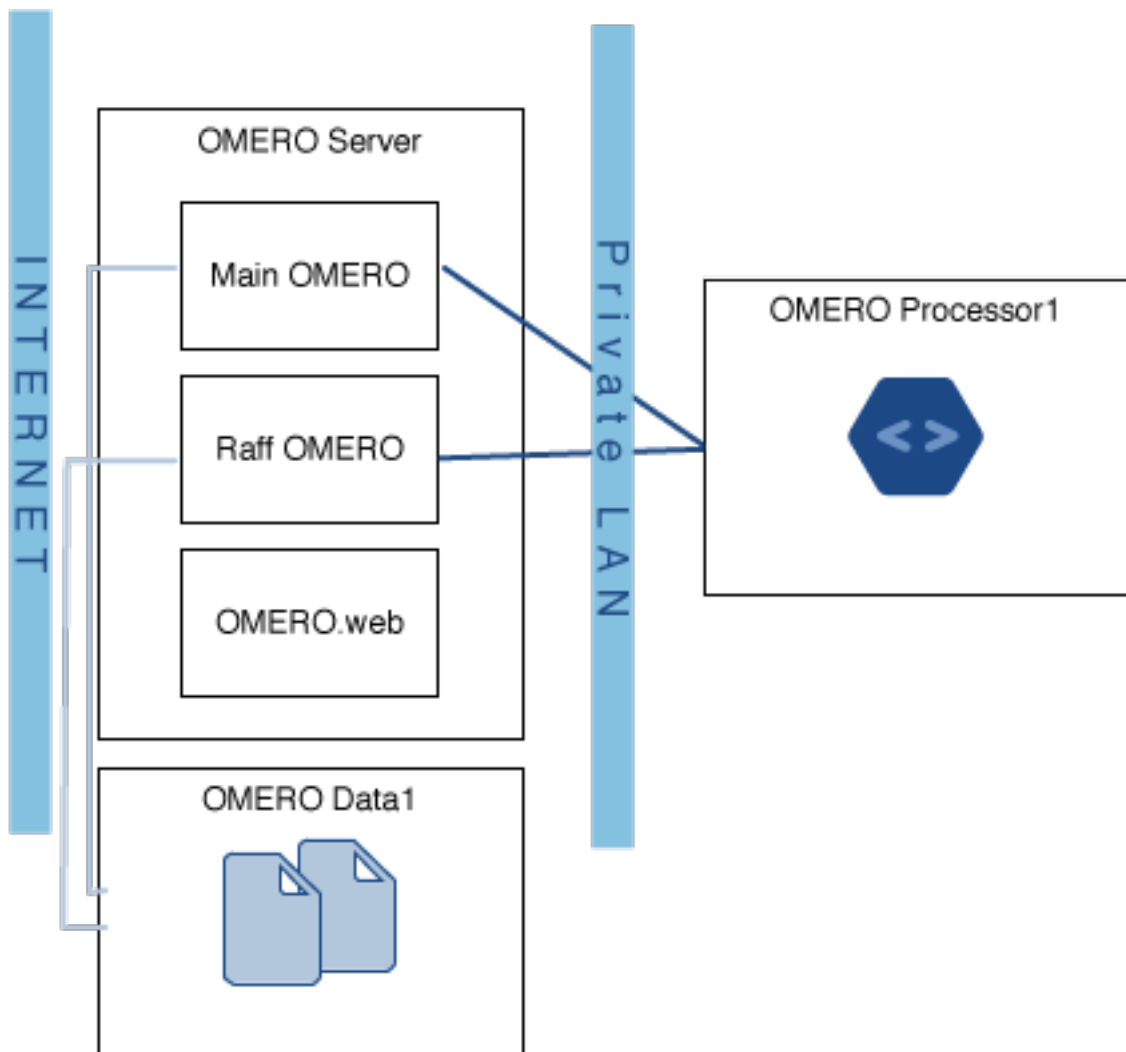 INTERNET
OMERO Server
Main OMERO
Raff OMERO
OMERO.web
OMERO Data1
Private LAN
OMERO Processor1
< >